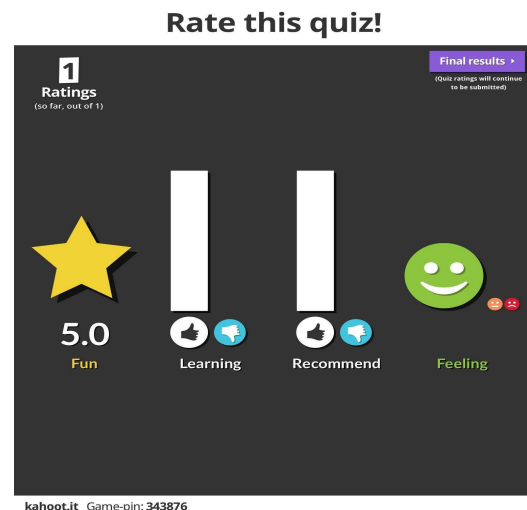 Rate this quiz!
1
Ratings
(so far, out of 1)
Final results
(Quiz ratings will continue
to be submitted)
5.0
Fun
Learning
Recommend
Feeling
kahoot.it Game-pin: 343876